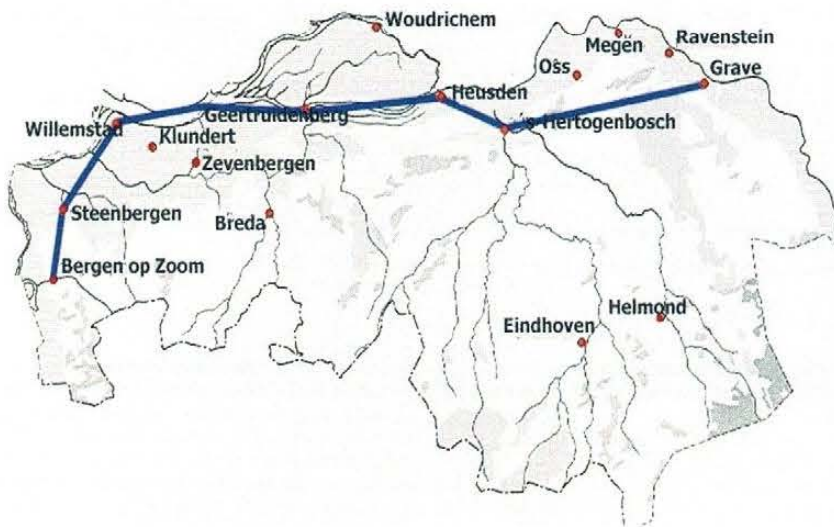 Woudrichem
Megen
Ravenstein
Oss
Grave
Heusden
Geertruidenberg
Willemstad
's-Hertogenbosch
Klundert
Zevenbergen
Steenbergen
Breda
Bergen op Zoom
Helmond
Eindhoven